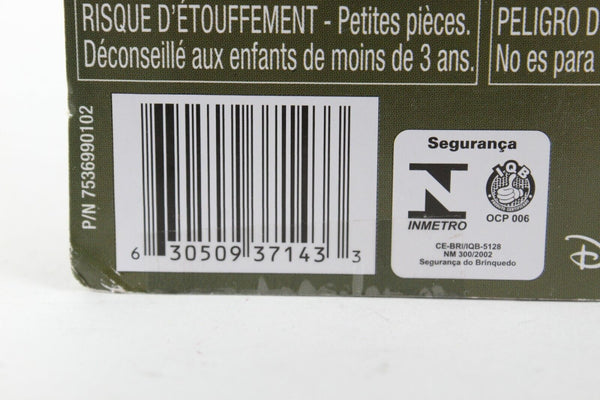 RISQUE D'ÉTOUFFEMENT - Petites pièces.
Déconseillé aux enfants de moins de 3 ans.
PELIGRO D
No es para
P/N 7536990102
6 30509 37143 3
Segurança
INMETRO
IQB
OCP 006
CE-BRI/IQB-5128
NM 300/2002
Segurança do Brinquedo